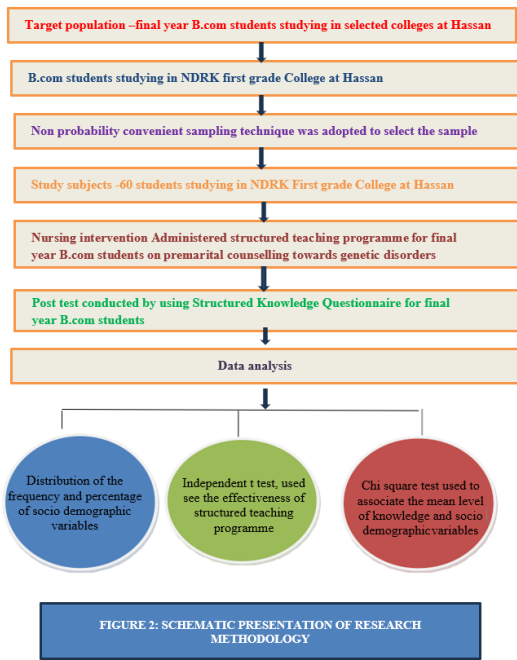 Target population –final year B.com students studying in selected colleges at Hassan
B.com students studying in NDRK first grade College at Hassan
Non probability convenient sampling technique was adopted to select the sample
Study subjects -60 students studying in NDRK First grade College at Hassan
Nursing intervention Administered structured teaching programme for final
year B.com students on premarital counselling towards genetic disorders
Post test conducted by using Structured Knowledge Questionnaire for final
year B.com students
Data analysis
Distribution of the
frequency and percentage
of socio demographic
variables
Independent t test, used
see the effectiveness of
structured teaching
programme
Chi square test used to
associate the mean level
of knowledge and socio
demographicvariables
FIGURE 2: SCHEMATIC PRESENTATION OF RESEARCH
METHODOLOGY